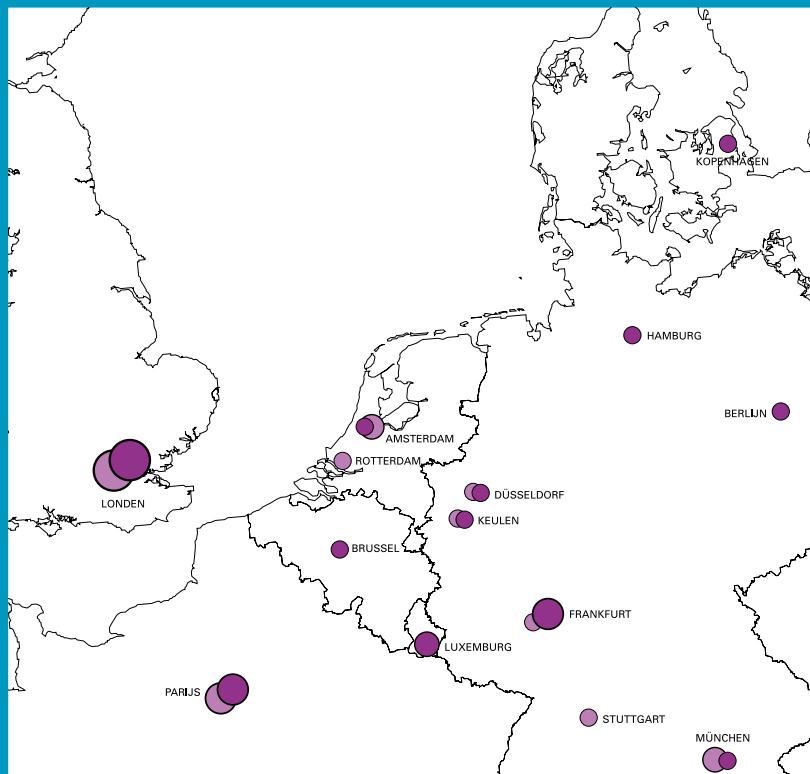 KOPENHAGEN
HAMBURG
BERLIJN
AMSTERDAM
ROTTERDAM
DÜSSELDORF
LONDEN
KEULEN
BRUSSEL
FRANKFURT
LUXEMBURG
PARIJS
STUTTGART
MÜNCHEN